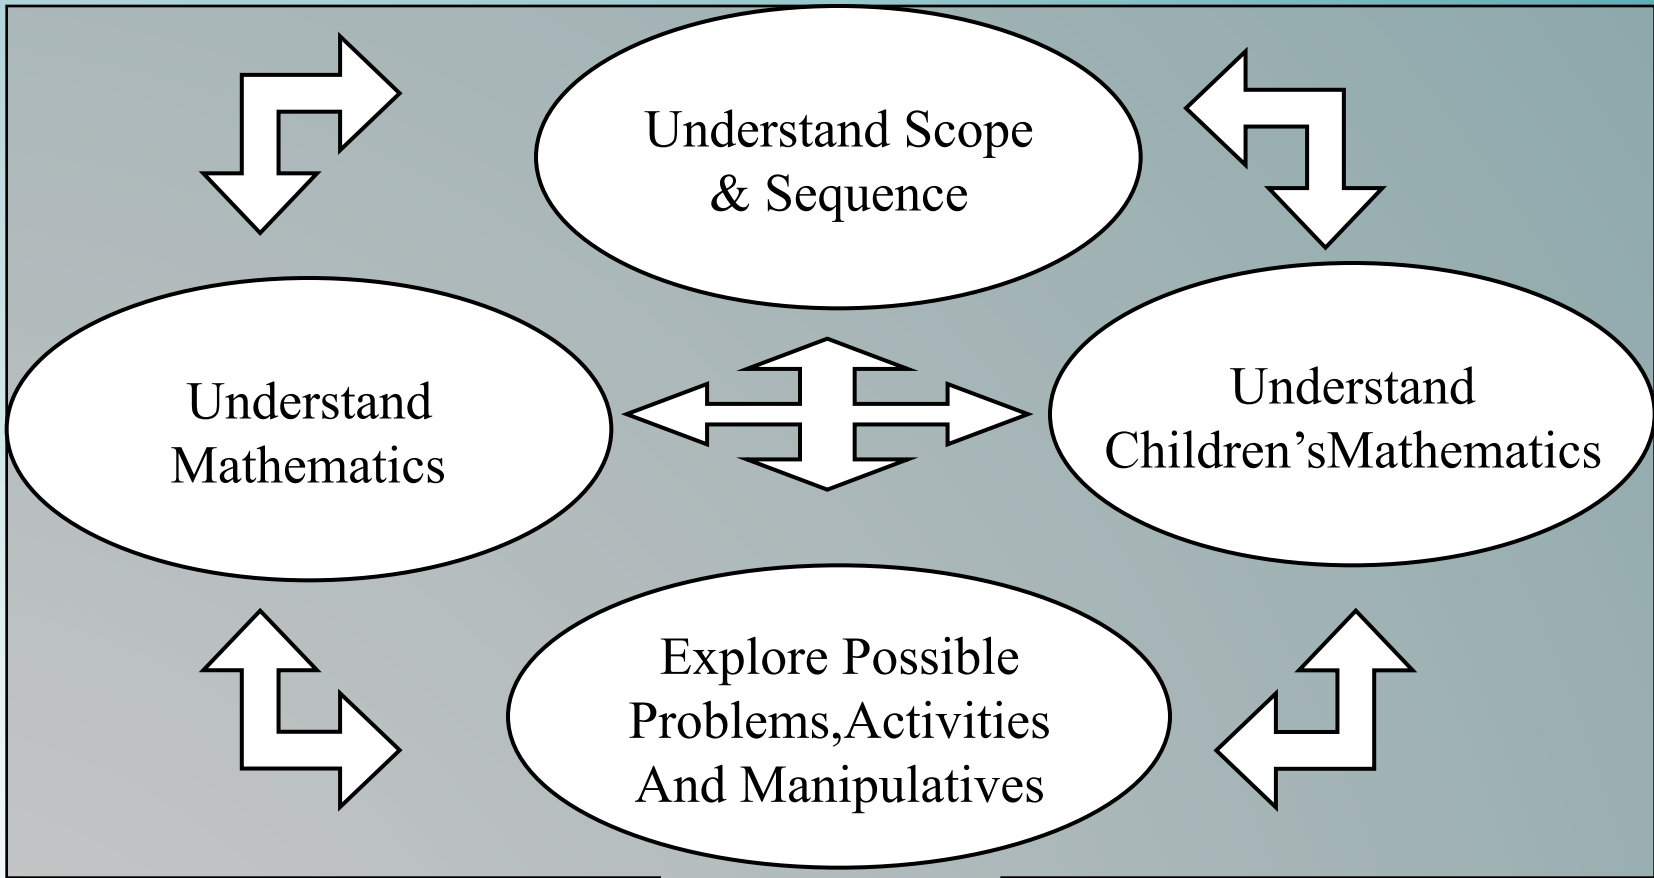 Understand Scope
& Sequence
Understand
Mathematics
Understand
Children’sMathematics
Explore Possible
Problems,Activities
And Manipulatives